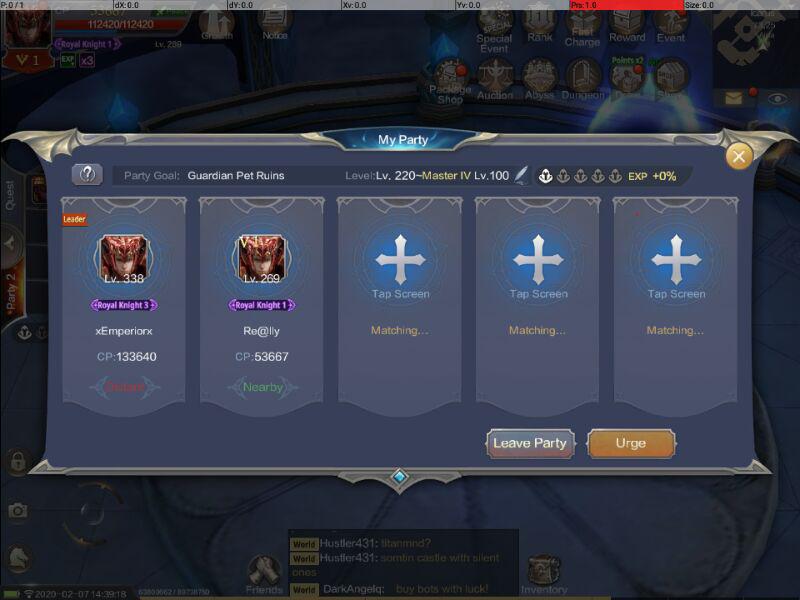 P: 0 / 1 dX: 0.0 dY: 0.0 Xv: 0.0 Yv: 0.0 Prs: 1.0 Size: 0.0
CP
112420/112420
Royal Knight 1 Lv. 269
V 1 EXP x3
Growth Notice
Special Event Rank Fast Charge Reward Event
Points x2
Package Shop Auction Abyss Dungeon
My Party
Party Goal: Guardian Pet Ruins Level:Lv. 220~Master IV Lv.100 EXP +0%
Quest
Party 2
Leader
Lv. 338
Royal Knight 3
xEmperiorx
CP:133640
Distant
V 1
Lv. 269
Royal Knight 1
Re@lly
CP:53667
Nearby
Tap Screen
Matching...
Tap Screen
Matching...
Tap Screen
Matching...
Leave Party Urge
World Hustler431: titanmnd?
World Hustler431: somtin castle with silent
ones
World DarkAngelq: buy bots with luck!
Friends Inventory
2020-02-07 14:39:18